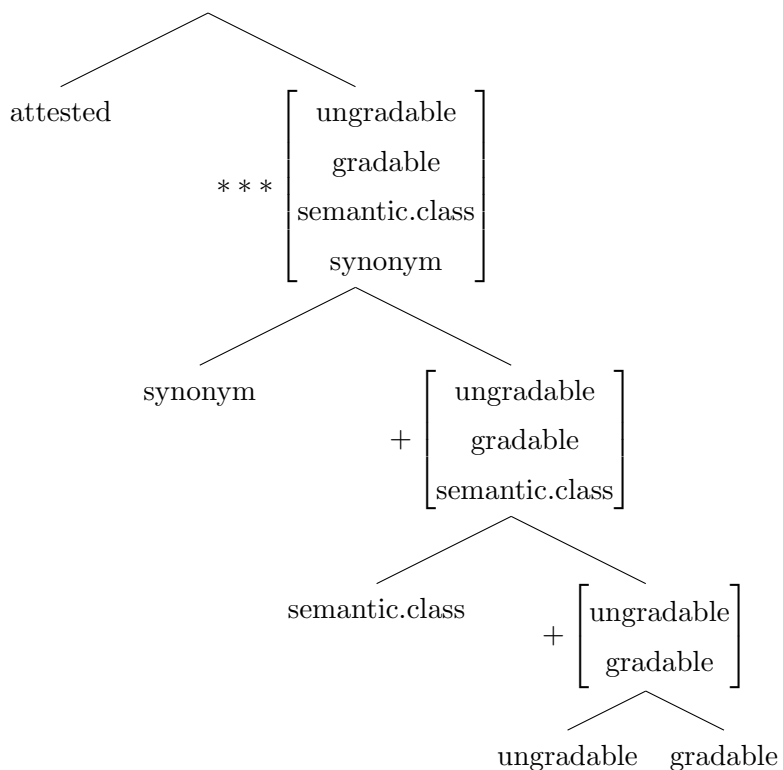 attested
ungradable
gradable
* * *
semantic.class
synonym
synonym
ungradable
+ gradable
semantic.class
semantic.class
ungradable
+
gradable
ungradable gradable